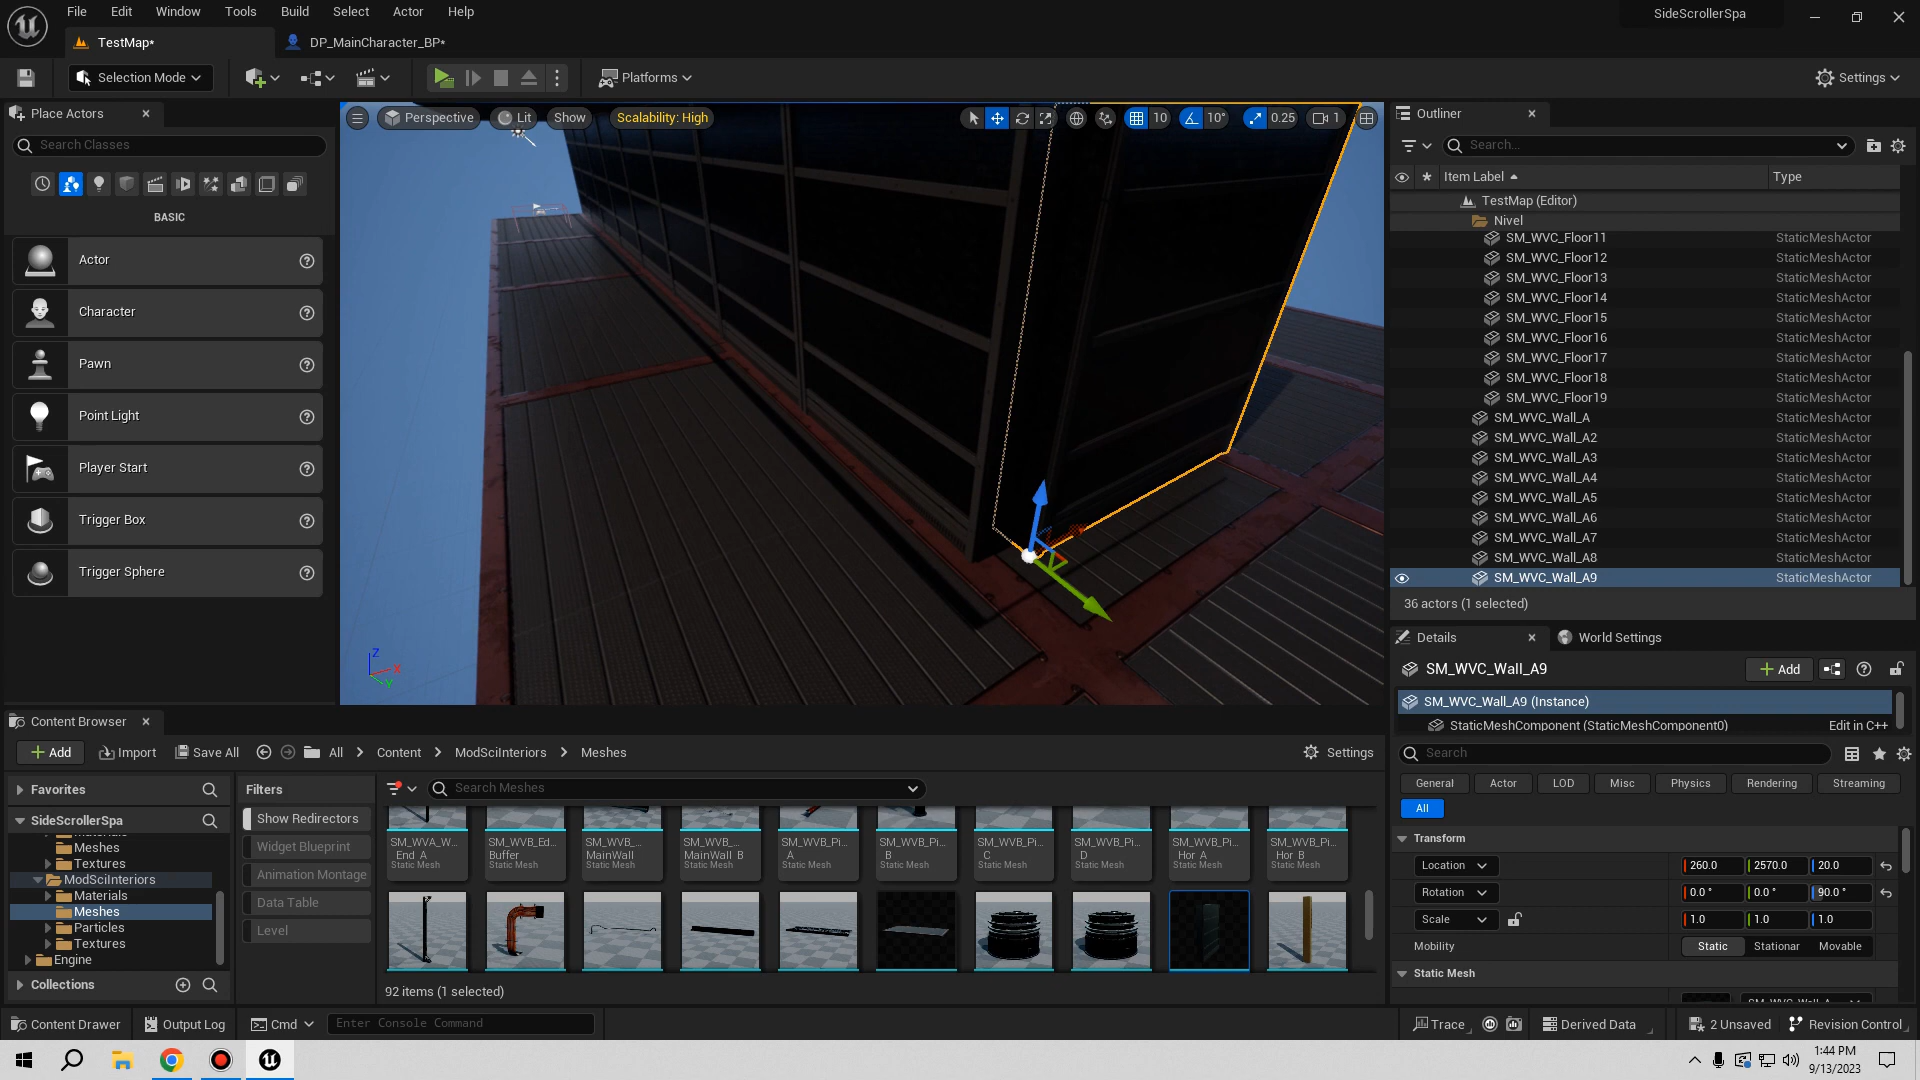 File Edit Window Tools Build Select Actor Help
SideScrollerSpa
TestMap*
DP_MainCharacter_BP*
Selection Mode
Platforms
Settings
Place Actors
Search Classes
BASIC
Actor
Character
Pawn
Point Light
Player Start
Trigger Box
Trigger Sphere
Perspective
Lit
Show
Scalability: High
10
10°
0.25
1
Z
X
Y
Outliner
Search...
Item Label
Type
TestMap (Editor)
Nivel
SM_WVC_Floor11 StaticMeshActor
SM_WVC_Floor12 StaticMeshActor
SM_WVC_Floor13 StaticMeshActor
SM_WVC_Floor14 StaticMeshActor
SM_WVC_Floor15 StaticMeshActor
SM_WVC_Floor16 StaticMeshActor
SM_WVC_Floor17 StaticMeshActor
SM_WVC_Floor18 StaticMeshActor
SM_WVC_Floor19 StaticMeshActor
SM_WVC_Wall_A StaticMeshActor
SM_WVC_Wall_A2 StaticMeshActor
SM_WVC_Wall_A3 StaticMeshActor
SM_WVC_Wall_A4 StaticMeshActor
SM_WVC_Wall_A5 StaticMeshActor
SM_WVC_Wall_A6 StaticMeshActor
SM_WVC_Wall_A7 StaticMeshActor
SM_WVC_Wall_A8 StaticMeshActor
SM_WVC_Wall_A9 StaticMeshActor
36 actors (1 selected)
Details
World Settings
SM_WVC_Wall_A9
Add
SM_WVC_Wall_A9 (Instance)
StaticMeshComponent (StaticMeshComponent0) Edit in C++
Search
General Actor LOD Misc Physics Rendering Streaming
All
Transform
Location 260.0 2570.0 20.0
Rotation 0.0 ° 0.0 ° 90.0 °
Scale 1.0 1.0 1.0
Mobility Static Stationar Movable
Static Mesh
Content Browser
Add Import Save All All Content ModSciInteriors Meshes Settings
Favorites
SideScrollerSpa
Meshes
Textures
ModSciInteriors
Materials
Meshes
Particles
Textures
Engine
Collections
Filters
Show Redirectors
Widget Blueprint
Animation Montage
Data Table
Level
Search Meshes
SM_WVA_W...
End_A
Static Mesh
SM_WVB_Ed...
Buffer
Static Mesh
SM_WVB_...
MainWall
Static Mesh
SM_WVB_...
MainWall_B
Static Mesh
SM_WVB_Pi...
A
Static Mesh
SM_WVB_Pi...
B
Static Mesh
SM_WVB_Pi...
C
Static Mesh
SM_WVB_Pi...
D
Static Mesh
SM_WVB_Pi...
Hor_A
Static Mesh
SM_WVB_Pi...
Hor_B
Static Mesh
92 items (1 selected)
Content Drawer Output Log Cmd Enter Console Command
Trace Derived Data 2 Unsaved Revision Control
1:44 PM
9/13/2023